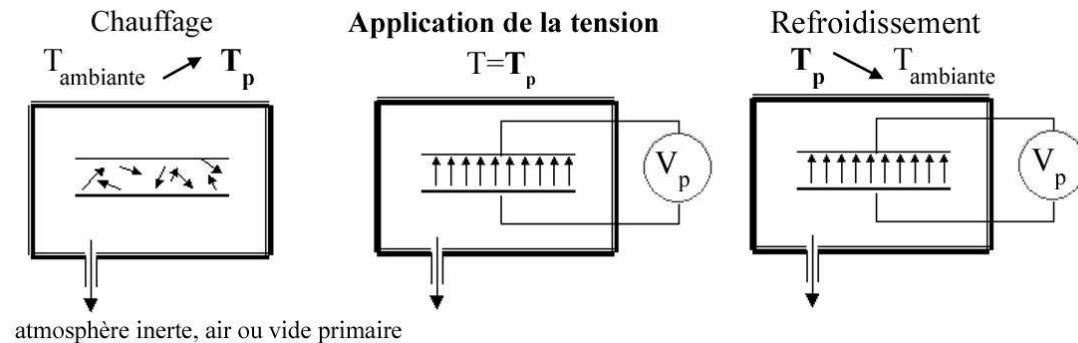 Chauffage
T ambiante T p
Application de la tension
T=T p
V p
Refroidissement
T p T ambiante
V p
atmosphère inerte, air ou vide primaire